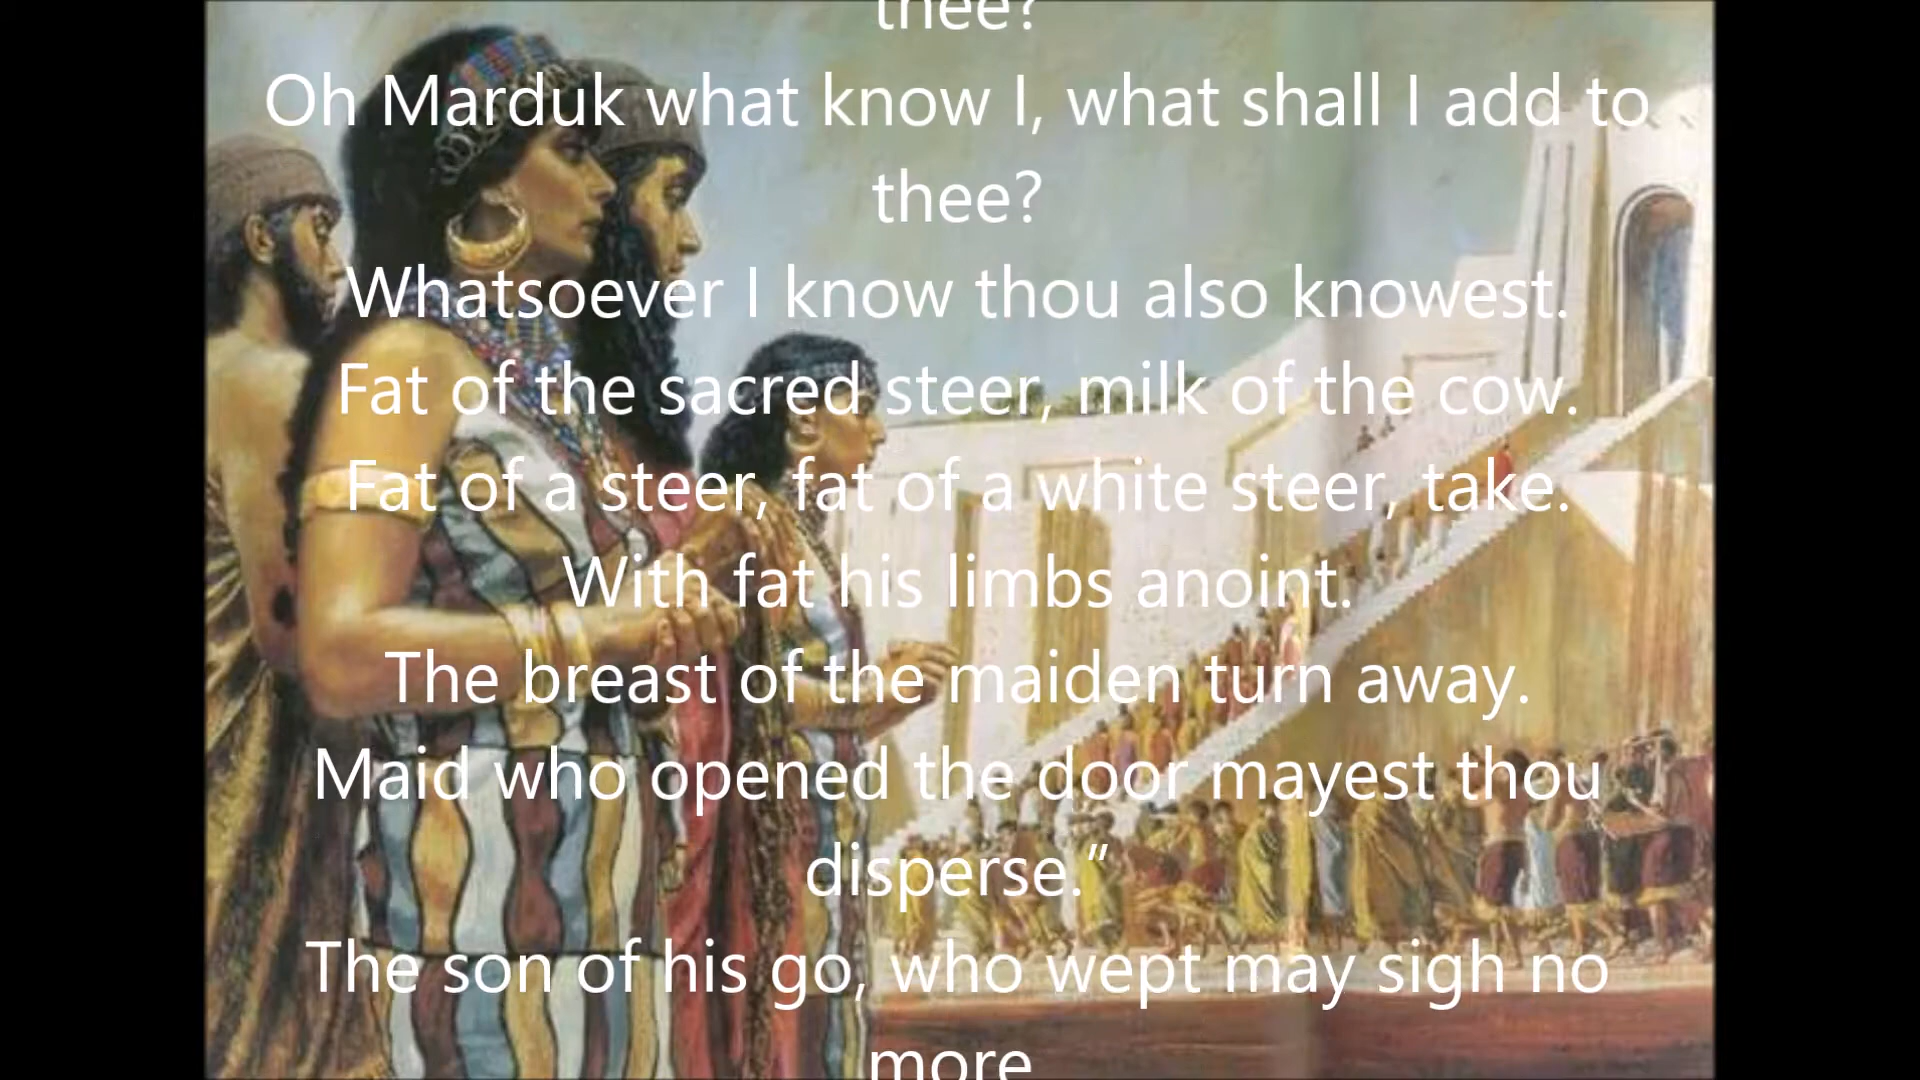 thee?
Oh Marduk what know I, what shall I add to
thee?
Whatsoever I know thou also knowest.
Fat of the sacred steer, milk of the cow.
Fat of a steer, fat of a white steer, take.
With fat his limbs anoint.
The breast of the maiden turn away.
Maid who opened the door mayest thou
disperse.”
The son of his go, who wept may sigh no
more